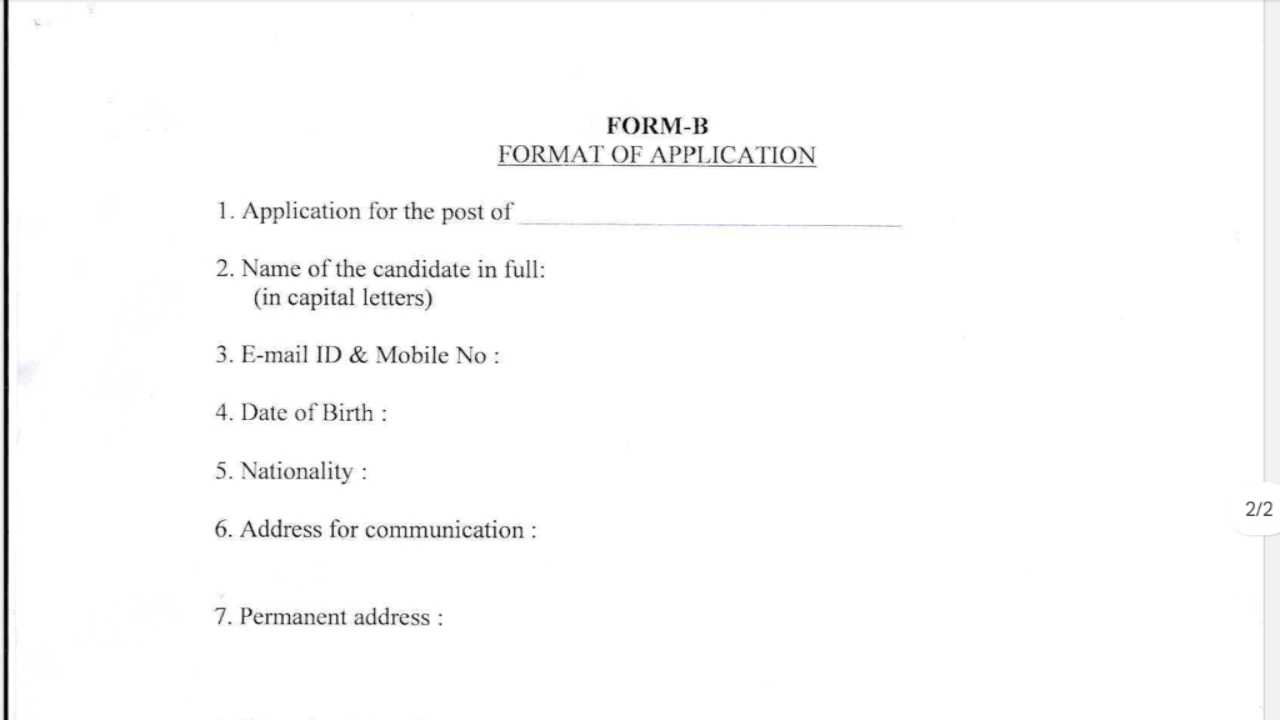 FORM-B
FORMAT OF APPLICATION
1. Application for the post of
2. Name of the candidate in full:
(in capital letters)
3. E-mail ID & Mobile No :
4. Date of Birth :
5. Nationality :
6. Address for communication :
2/2
7. Permanent address :